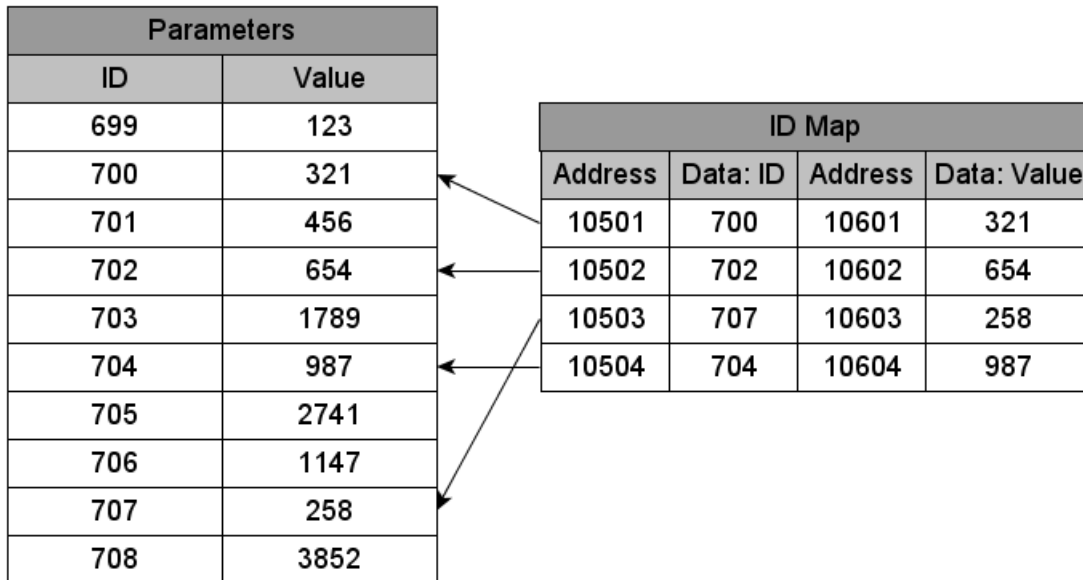 Parameters
ID Value
699 123
700 321
701 456
702 654
703 1789
704 987
705 2741
706 1147
707 258
708 3852
ID Map
Address Data: ID Address Data: Value
10501 700 10601 321
10502 702 10602 654
10503 707 10603 258
10504 704 10604 987